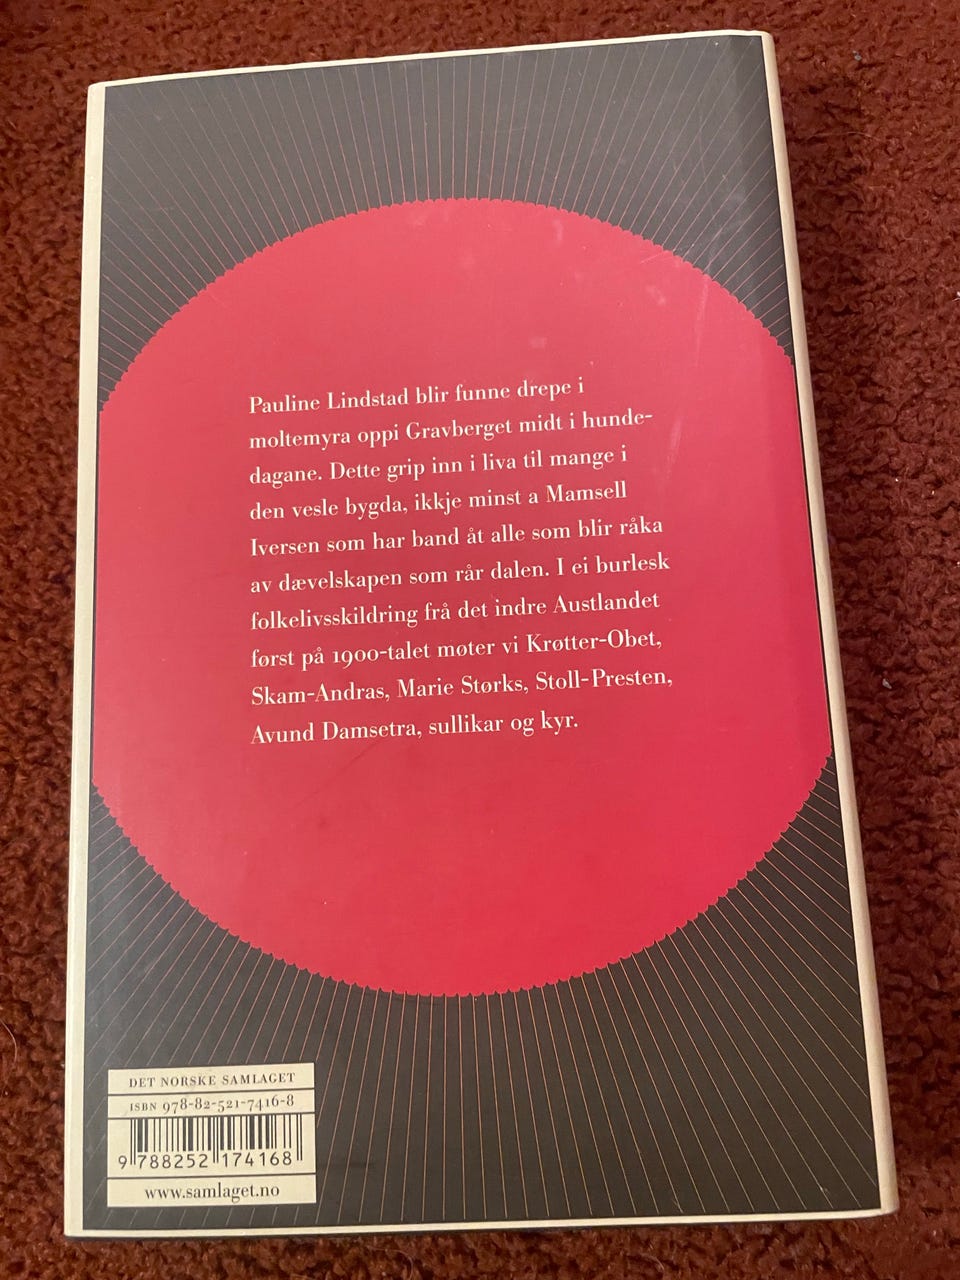 Pauline Lindstad blir funne drepe i
moltemyra oppi Gravberget midt i hunde-
dagane. Dette grip inn i liva til mange i
den vesle bygda, ikkje minst a Mamsell
Iversen som har band åt alle som blir råka
av dævelskapen som rår dalen. I ei burlesk
folkelivsskildring frå det indre Austlandet
først på 1900-talet møter vi Krøtter-Obet,
Skam-Andras, Marie Størks, Stoll-Presten,
Avund Damsetra, sullikar og kyr.
DET NORSKE SAMLAGET
ISBN 978-82-521-7416-8
9 788252 174168
www.samlaget.no